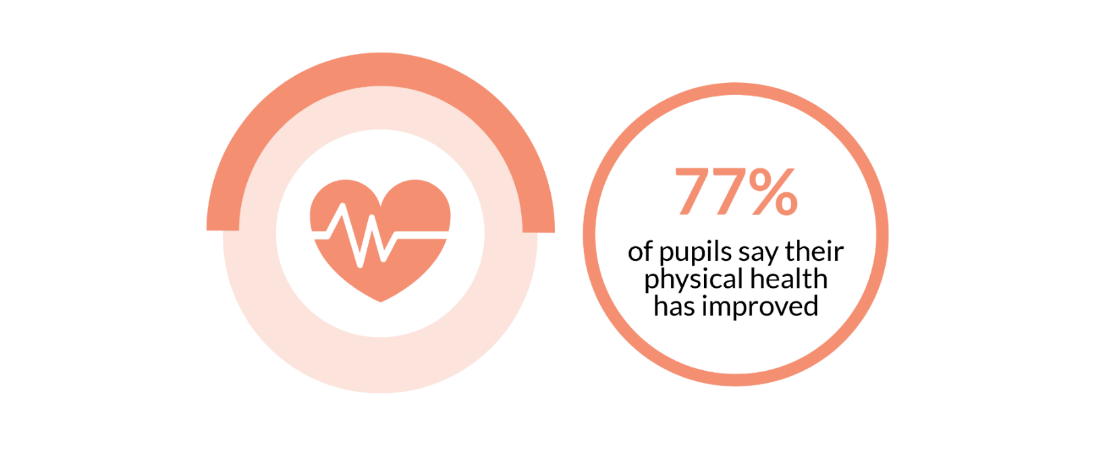 77%
of pupils say their
physical health
has improved